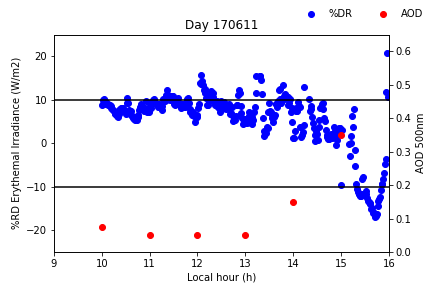 %DR AOD
Day 170611
%RD Erythemal Irradiance (W/m2)
20
10
0
−10
−20
0.6
0.5
0.4
0.3
0.2
0.1
0.0
AOD 500nm
9 10 11 12 13 14 15 16
Local hour (h)